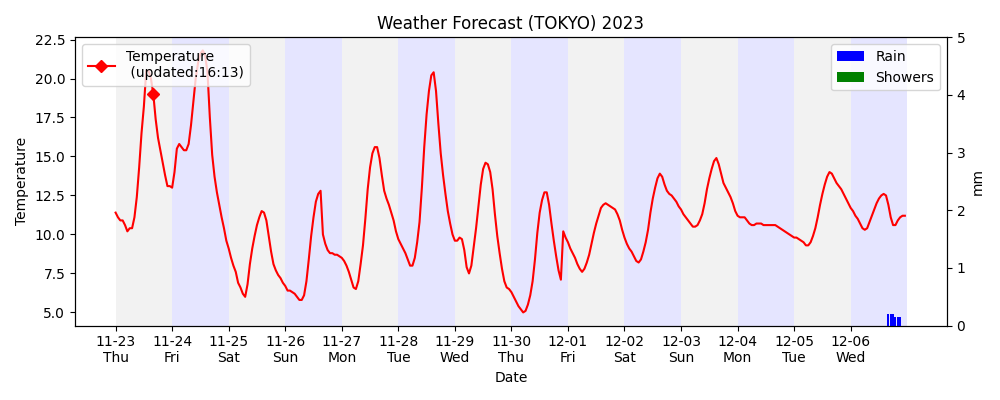 Weather Forecast (TOKYO) 2023
Temperature
(updated:16:13)
Rain
Showers
22.5
20.0
17.5
15.0
12.5
10.0
7.5
5.0
Temperature
5
4
3
2
1
0
mm
11-23 11-24 11-25 11-26 11-27 11-28 11-29 11-30 12-01 12-02 12-03 12-04 12-05 12-06
Thu Fri Sat Sun Mon Tue Wed Thu Fri Sat Sun Mon Tue Wed
Date